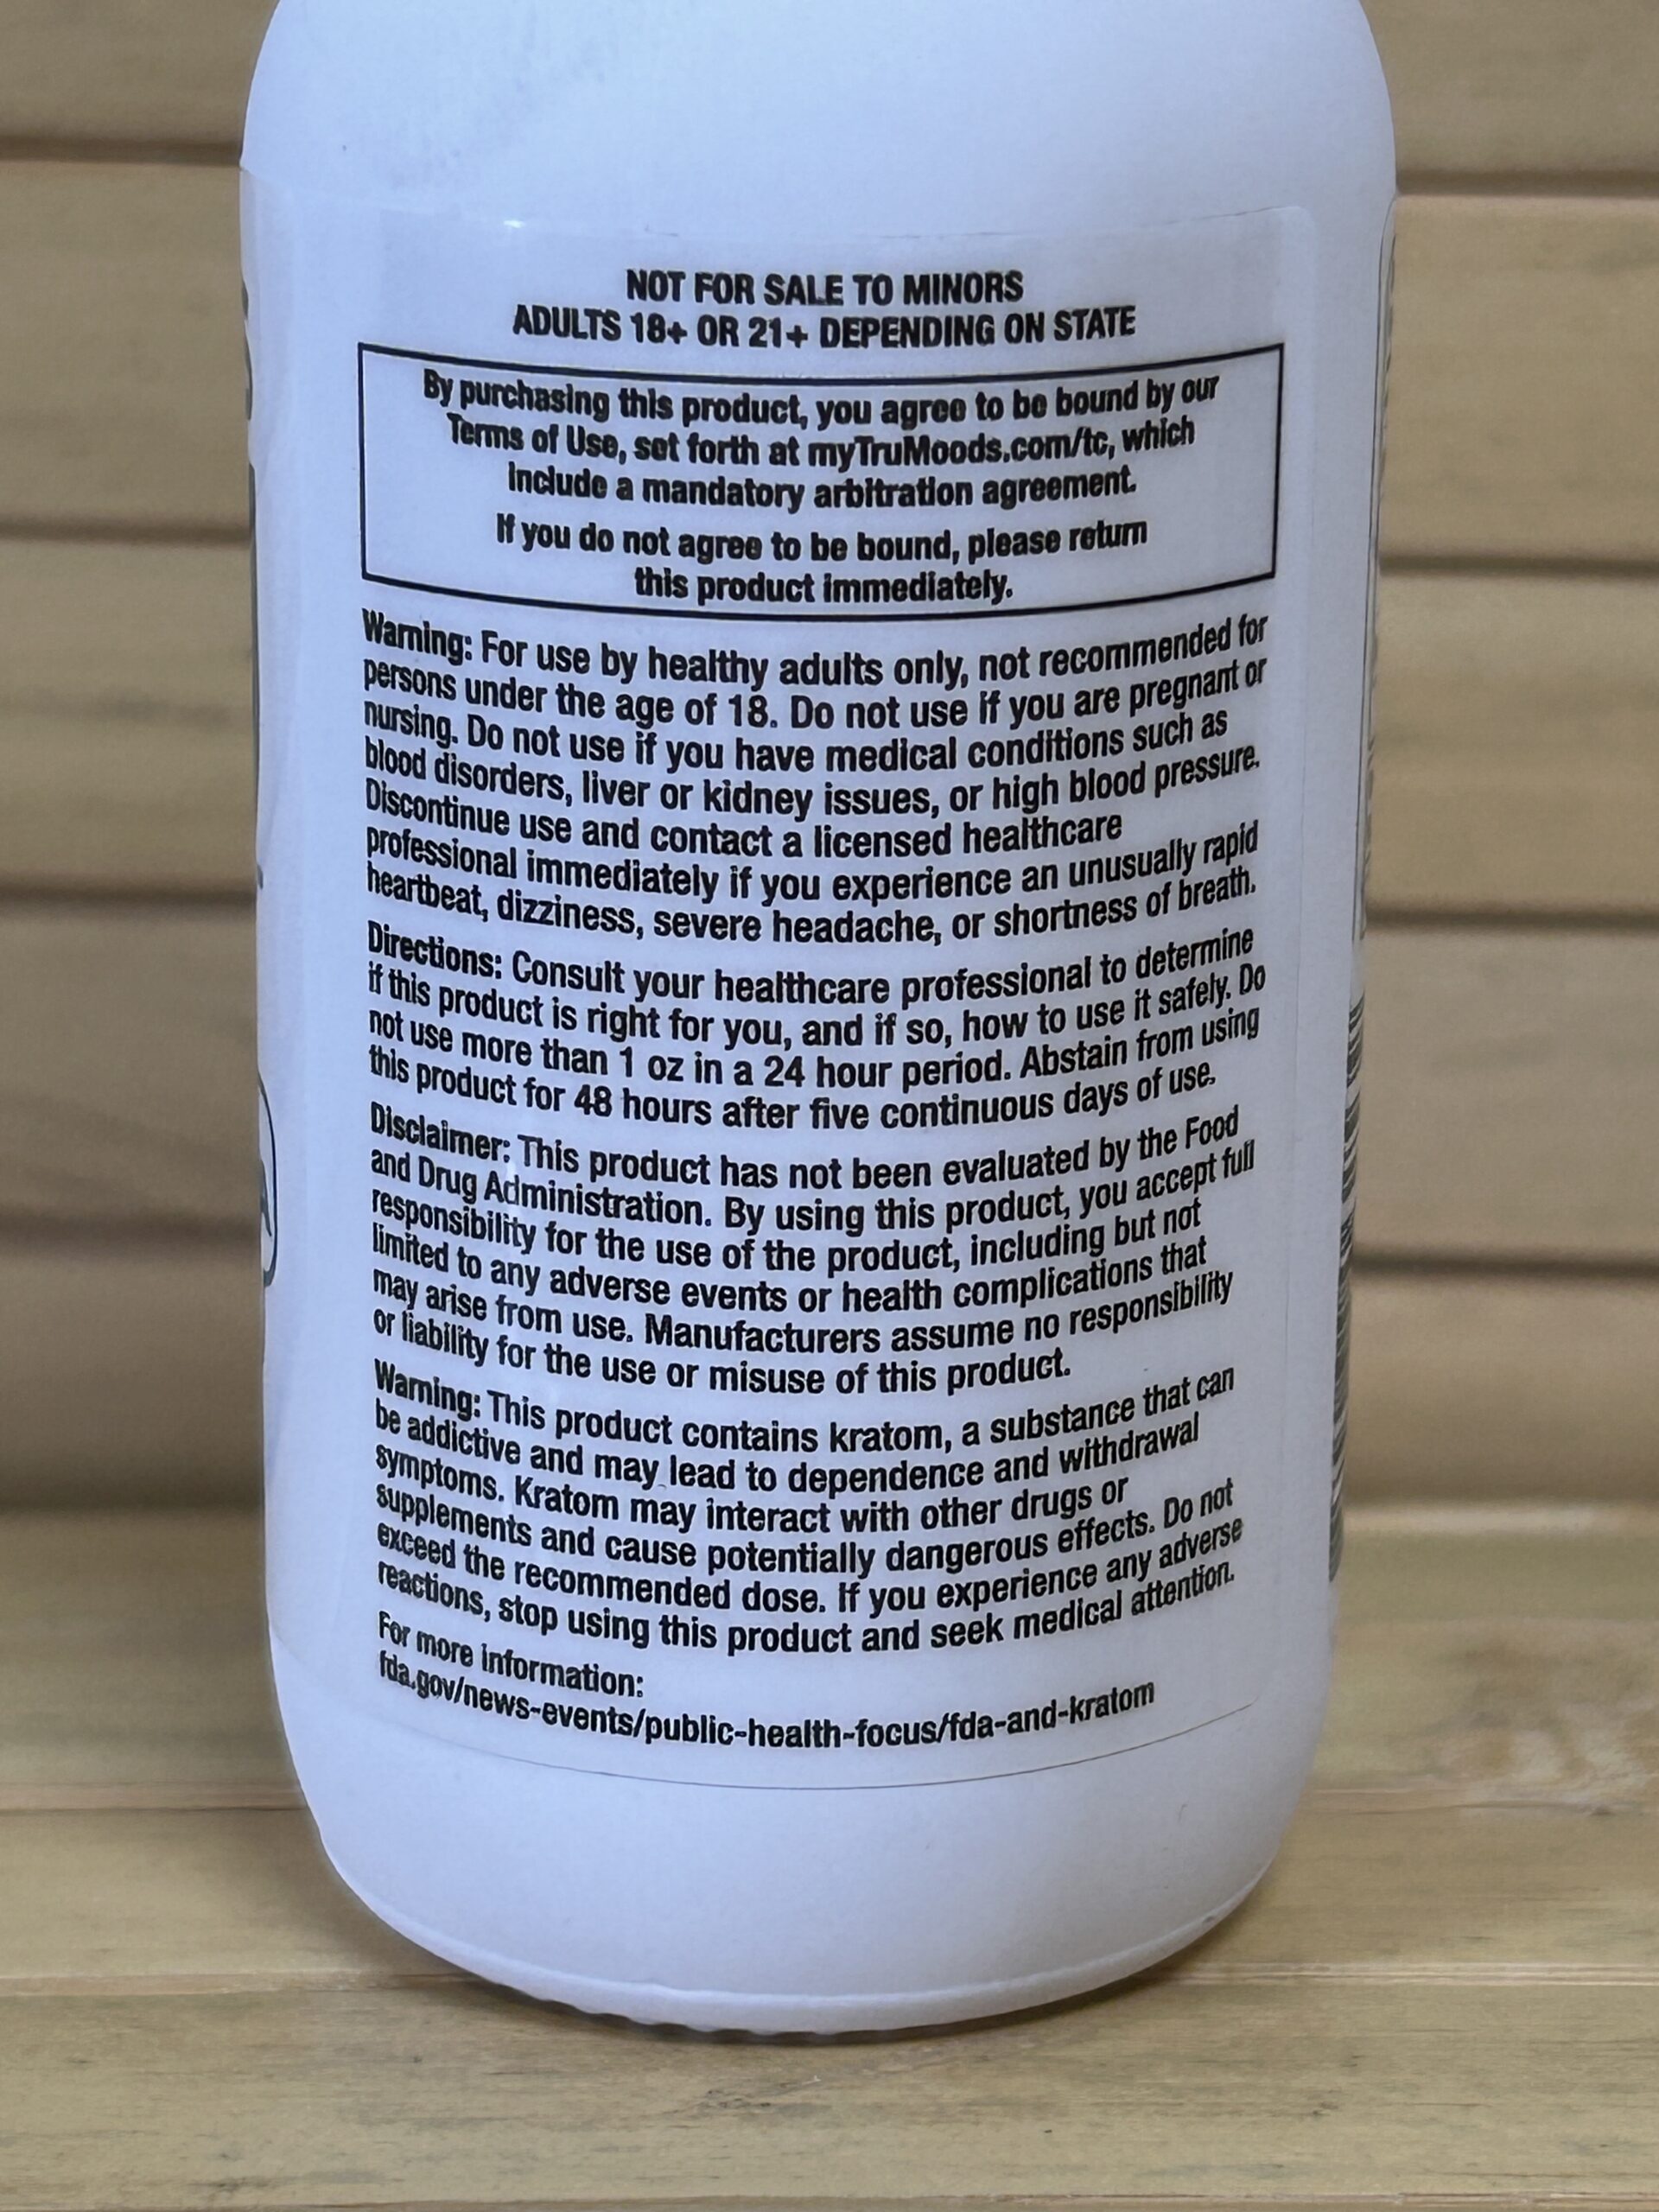 NOT FOR SALE TO MINORS
ADULTS 18+ OR 21+ DEPENDING ON STATE
By purchasing this product, you agree to be bound by our
Terms of Use, set forth at myTruMoods.com/tc, which
include a mandatory arbitration agreement.
If you do not agree to be bound, please return
this product immediately.
Warning: For use by healthy adults only, not recommended for
persons under the age of 18. Do not use if you are pregnant or
nursing. Do not use if you have medical conditions such as
blood disorders, liver or kidney issues, or high blood pressure.
Discontinue use and contact a licensed healthcare
professional immediately if you experience an unusually rapid
heartbeat, dizziness, severe headache, or shortness of breath.
Directions: Consult your healthcare professional to determine
if this product is right for you, and if so, how to use it safely. Do
not use more than 1 oz in a 24 hour period. Abstain from using
this product for 48 hours after five continuous days of use.
Disclaimer: This product has not been evaluated by the Food
and Drug Administration. By using this product, you accept full
responsibility for the use of the product, including but not
limited to any adverse events or health complications that
may arise from use. Manufacturers assume no responsibility
or liability for the use or misuse of this product.
Warning: This product contains kratom, a substance that can
be addictive and may lead to dependence and withdrawal
symptoms. Kratom may interact with other drugs or
supplements and cause potentially dangerous effects. Do not
exceed the recommended dose. If you experience any adverse
reactions, stop using this product and seek medical attention.
For more information:
fda.gov/news-events/public-health-focus/fda-and-kratom